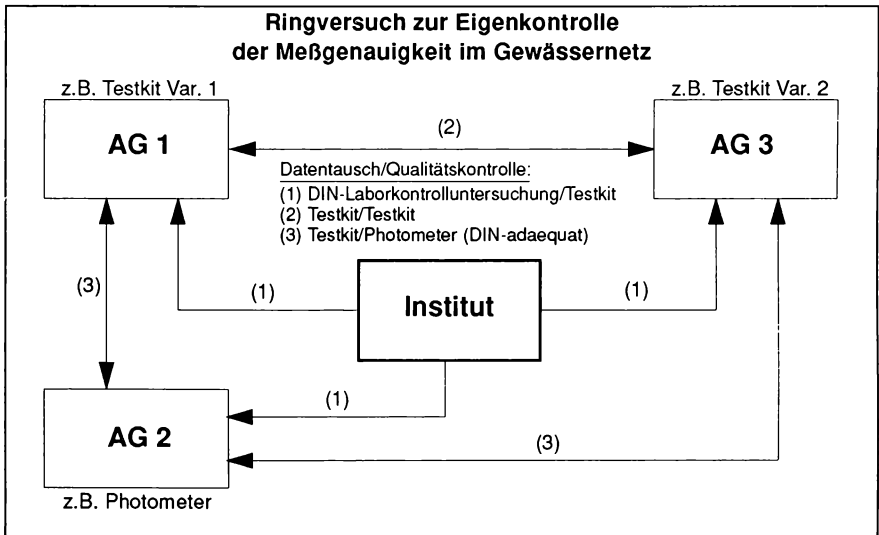 Ringversuch zur Eigenkontrolle
der Meßgenauigkeit im Gewässernetz
z.B. Testkit Var. 1
z.B. Testkit Var. 2
AG 1
(2)
AG 3
Datentausch/Qualitätskontrolle:
(1) DIN-Laborkontrolluntersuchung/Testkit
(2) Testkit/Testkit
(3) Testkit/Photometer (DIN-adaequat)
(3)
(1)
Institut
(1)
(1)
AG 2
(3)
z.B. Photometer